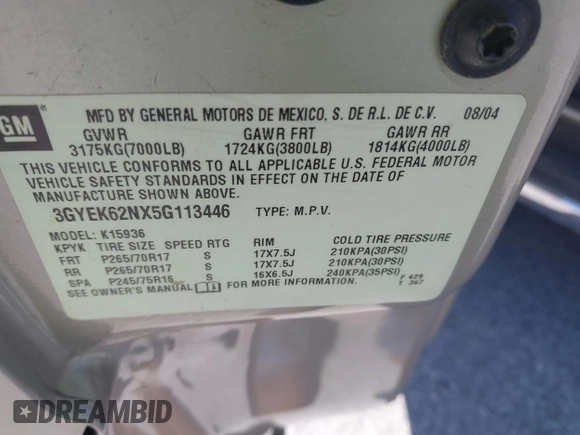 GM ®
MFD BY GENERAL MOTORS DE MEXICO, S. DE R.L. DE C.V. 08/04
GVWR GAWR FRT GAWR RR
3175KG(7000LB) 1724KG(3800LB) 1814KG(4000LB)
THIS VEHICLE CONFORMS TO ALL APPLICABLE U.S. FEDERAL MOTOR
VEHICLE SAFETY STANDARDS IN EFFECT ON THE DATE OF
MANUFACTURE SHOWN ABOVE.
3GYEK62NX5G113446 TYPE: M.P.V.
MODEL: K15936
KPYK TIRE SIZE SPEED RTG RIM COLD TIRE PRESSURE
FRT P265/70R17 S 17X7.5J 210KPA(30PSI)
RR P265/70R17 S 17X7.5J 210KPA(30PSI)
SPA P245/75R16 S 16X6.5J 240KPA(35PSI)
SEE OWNER'S MANUAL FOR MORE INFORMATION.
F 429
T 367
DREAMBID